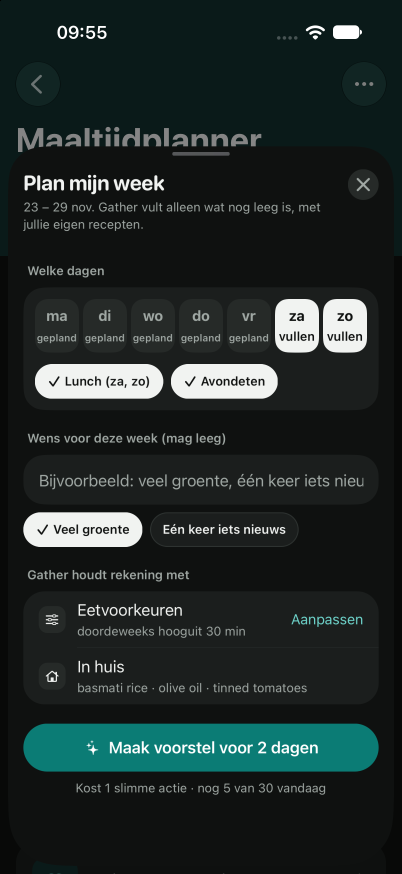 09:55
Maaltijdplanner
Plan mijn week
23 – 29 nov. Gather vult alleen wat nog leeg is, met
jullie eigen recepten.
Welke dagen
ma di wo do vr za zo
gepland gepland gepland gepland gepland vullen vullen
Lunch (za, zo) Avondeten
Wens voor deze week (mag leeg)
Bijvoorbeeld: veel groente, één keer iets nieu
Veel groente Eén keer iets nieuws
Gather houdt rekening met
Eetvoorkeuren
Aanpassen
doordeweeks hooguit 30 min
In huis
basmati rice · olive oil · tinned tomatoes
Maak voorstel voor 2 dagen
Kost 1 slimme actie · nog 5 van 30 vandaag